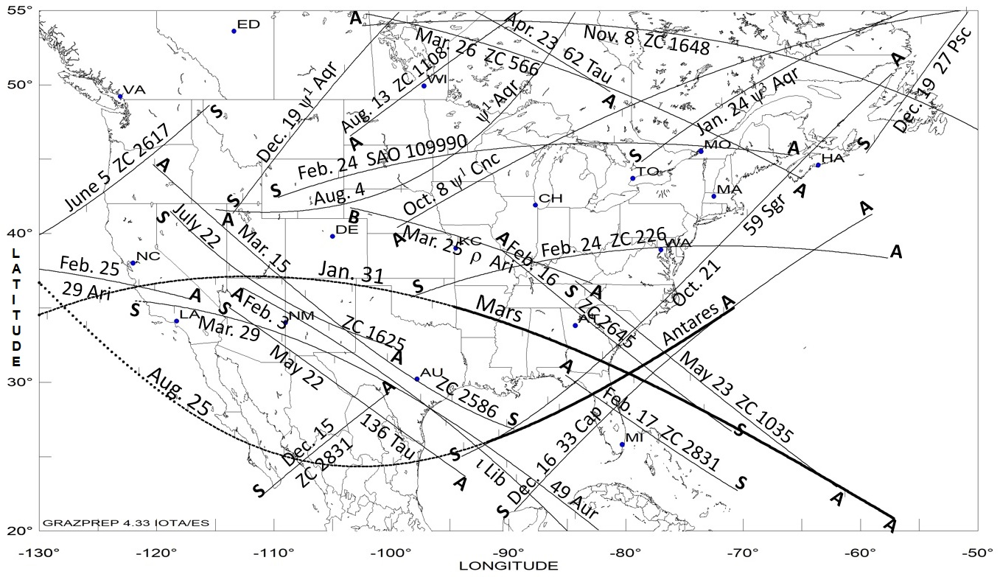 55°
50°
40°
30°
20°
LATITUDE
-130°
-120°
-110°
-100°
-90°
-80°
-70°
-60°
-50°
LONGITUDE
GRAZPREP 4.33 IOTA/ES
A
ED
Mar. 26 ZC 566
Apr. 23 62 Tau
Nov. 8 ZC 1648
A
Dec. 19 27 Psc
VA
WI
Aug. 13 ZC 1108
Dec. 19 ψ¹ Aqr
ψ¹ Aqr
A
Jan. 24 ψ³ Aqr
S
June 5 ZC 2617
A
A
S
MO
A
S
HA
Feb. 24 SAO 109990
S
TO
Aug. 4
Oct. 8 ψ¹ Cnc
S
S
CH
MA
A
A
S
July 22
A
Mar. 15
B
DE
A
Mar. 25 ρ Ari
KC
A
Feb. 16
Feb. 24 ZC 226
WA
59 Sgr
A
A
Feb. 25
NC
29 Ari
Jan. 31
S
Mars
S
A
Oct. 21
A
S
A
S
LA
Feb. 3
NM
Mar. 29
ZC 1625
ZC 2645
AT
Antares
A
May 22
A
AU
ZC 2586
S
A
May 23 ZC 1035
Aug. 25
A
Feb. 17 ZC 2831
S
Dec. 15
ZC 2831
S
136 Tau
S
A
ι Lib
Dec. 16 33 Cap
S
MI
49 Aur
S
A
A